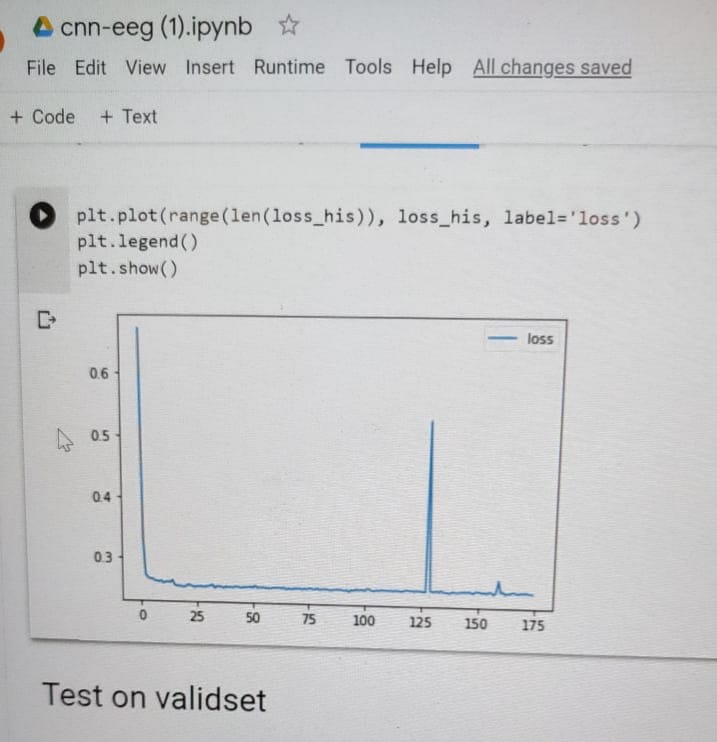 cnn-eeg (1).ipynb
File Edit View Insert Runtime Tools Help All changes saved
+ Code + Text
plt.plot(range(len(loss_his)), loss_his, label='loss')
plt.legend()
plt.show()
loss
0.6
0.5
0.4
0.3
0 25 50 75 100 125 150 175
Test on validset